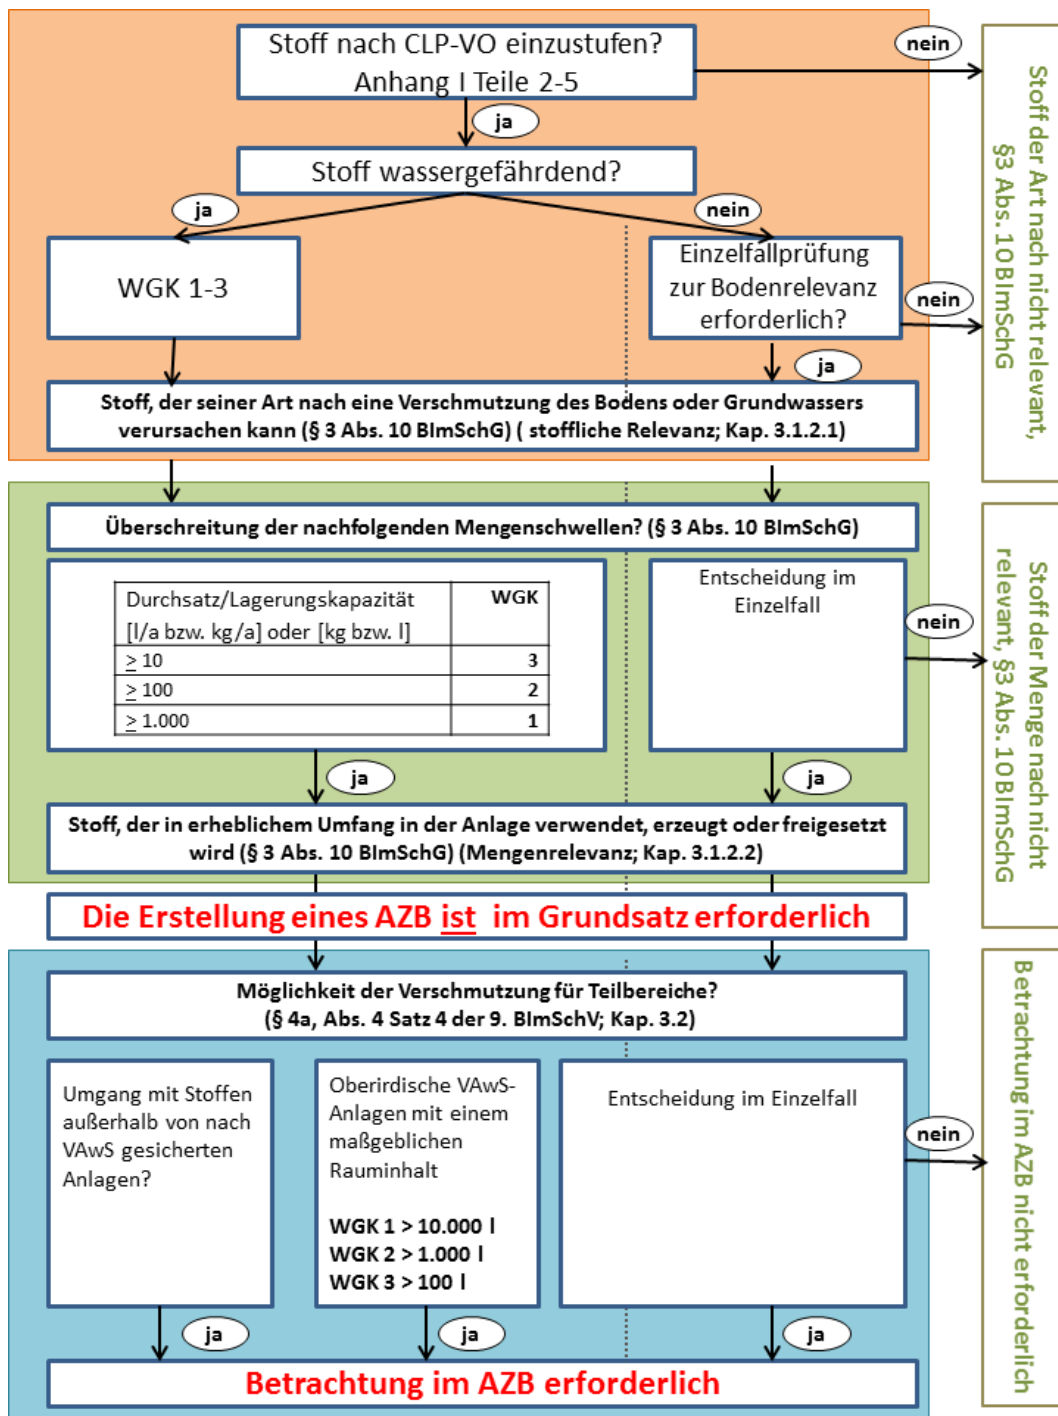 Stoff nach CLP-VO einzustufen?
Anhang I Teile 2-5
nein
ja
Stoff wassergefährdend?
ja
nein
WGK 1-3
Einzelfallprüfung
zur Bodenrelevanz
erforderlich?
nein
ja
Stoff der Art nach nicht relevant,
§3 Abs. 10 BImSchG
Stoff, der seiner Art nach eine Verschmutzung des Bodens oder Grundwassers
verursachen kann (§ 3 Abs. 10 BImSchG) ( stoffliche Relevanz; Kap. 3.1.2.1)
Überschreitung der nachfolgenden Mengenschwellen? (§ 3 Abs. 10 BImSchG)
Durchsatz/Lagerungskapazität WGK
[l/a bzw. kg/a] oder [kg bzw. l]
≥ 10 3
≥ 100 2
≥ 1.000 1
Entscheidung im
Einzelfall
nein
ja
ja
Stoff der Menge nach nicht
relevant, §3 Abs. 10 BImSchG
Stoff, der in erheblichem Umfang in der Anlage verwendet, erzeugt oder freigesetzt
wird (§ 3 Abs. 10 BImSchG) (Mengenrelevanz; Kap. 3.1.2.2)
Die Erstellung eines AZB ist im Grundsatz erforderlich
Möglichkeit der Verschmutzung für Teilbereiche?
(§ 4a, Abs. 4 Satz 4 der 9. BImSchV; Kap. 3.2)
Umgang mit Stoffen
außerhalb von nach
VAwS gesicherten
Anlagen?
Oberirdische VAwS-
Anlagen mit einem
maßgeblichen
Rauminhalt
WGK 1 > 10.000 l
WGK 2 > 1.000 l
WGK 3 > 100 l
Entscheidung im Einzelfall
nein
ja
ja
ja
Betrachtung im AZB nicht erforderlich
Betrachtung im AZB erforderlich